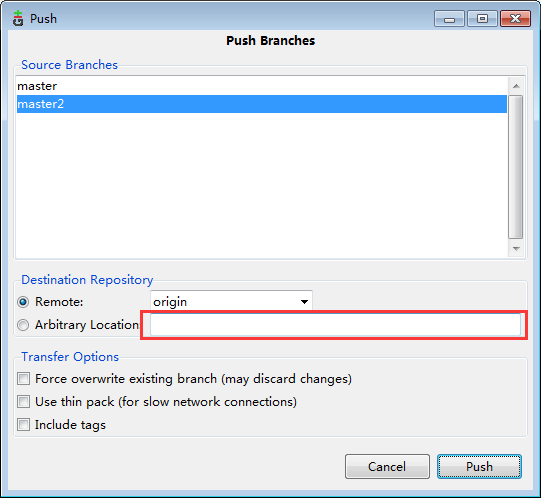 Push
Push Branches
Source Branches
master
master2
Destination Repository
Remote: origin
Arbitrary Location:
Transfer Options
Force overwrite existing branch (may discard changes)
Use thin pack (for slow network connections)
Include tags
Cancel Push